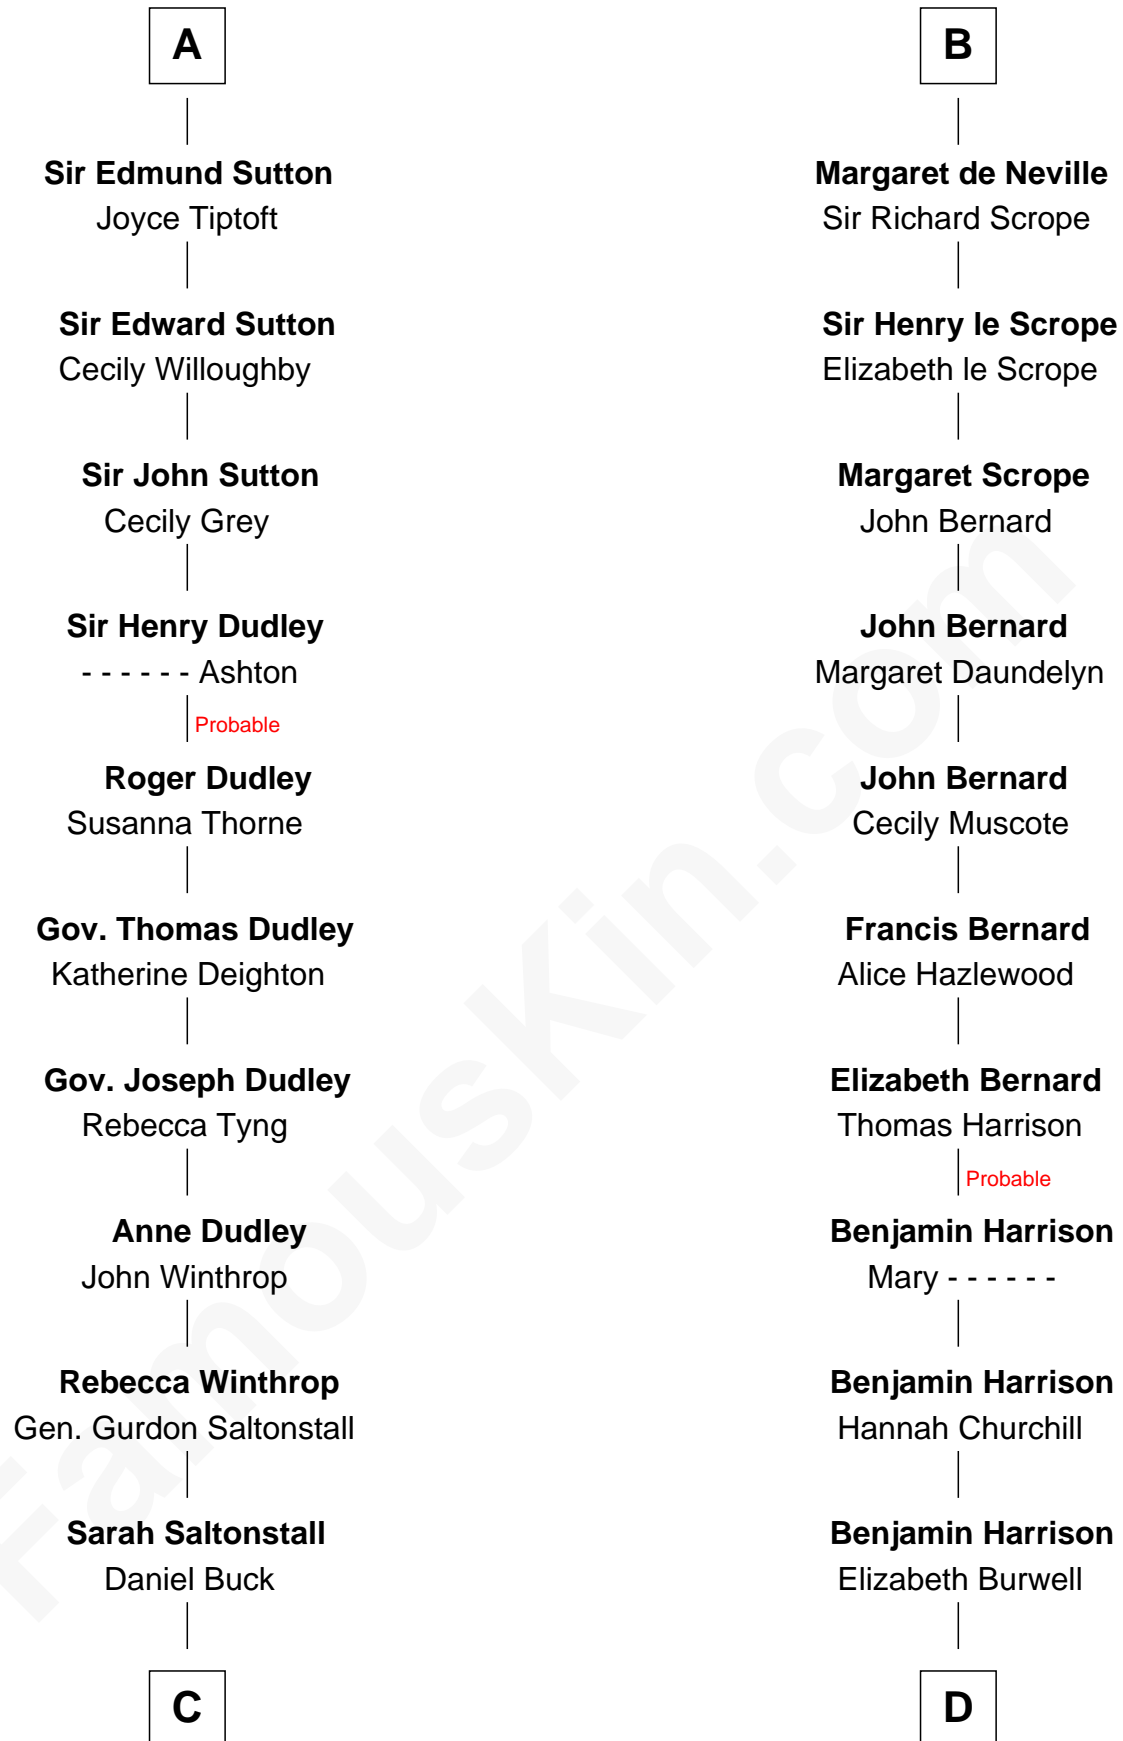 A
Sir Edmund Sutton
Joyce Tiptoft
Sir Edward Sutton
Cecily Willoughby
Sir John Sutton
Cecily Grey
Sir Henry Dudley
- - - - - - Ashton
Probable
Roger Dudley
Susanna Thorne
Gov. Thomas Dudley
Katherine Deighton
Gov. Joseph Dudley
Rebecca Tyng
Anne Dudley
John Winthrop
Rebecca Winthrop
Gen. Gurdon Saltonstall
Sarah Saltonstall
Daniel Buck
C
B
Margaret de Neville
Sir Richard Scrope
Sir Henry le Scrope
Elizabeth le Scrope
Margaret Scrope
John Bernard
John Bernard
Margaret Daundelyn
John Bernard
Cecily Muscote
Francis Bernard
Alice Hazlewood
Elizabeth Bernard
Thomas Harrison
Probable
Benjamin Harrison
Mary - - - - - -
Benjamin Harrison
Hannah Churchill
Benjamin Harrison
Elizabeth Burwell
D
FamousKin.com